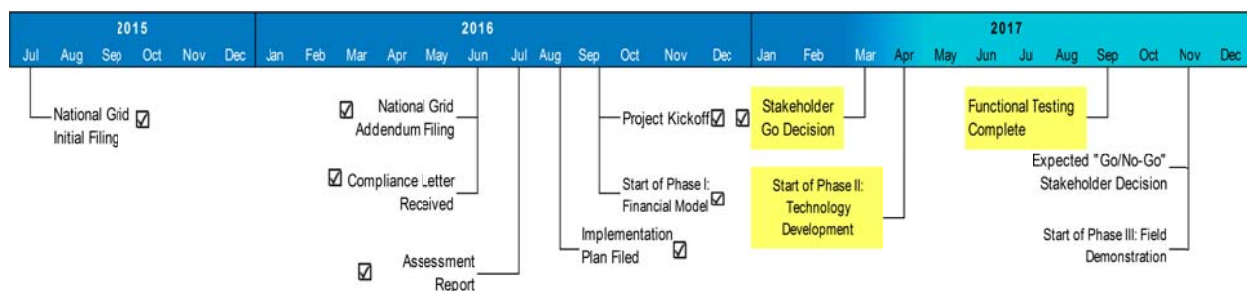 2015 2016 2017
Jul Aug Sep Oct Nov Dec Jan Feb Mar Apr May Jun Jul Aug Sep Oct Nov Dec Jan Feb Mar Apr May Jun Ju Aug Sep Oct Nov Dec
National Grid
Initial Filing
National Grid
Addendum Filing
Compliance Letter
Received
Assessment
Report
Project Kickoff
Start of Phase I:
Financial Model
Implementation
Plan Filed
Stakeholder
Go Decision
Start of Phase II:
Technology
Development
Functional Testing
Complete
Expected "Go/No-Go"
Stakeholder Decision
Start of Phase III: Field
Demonstration